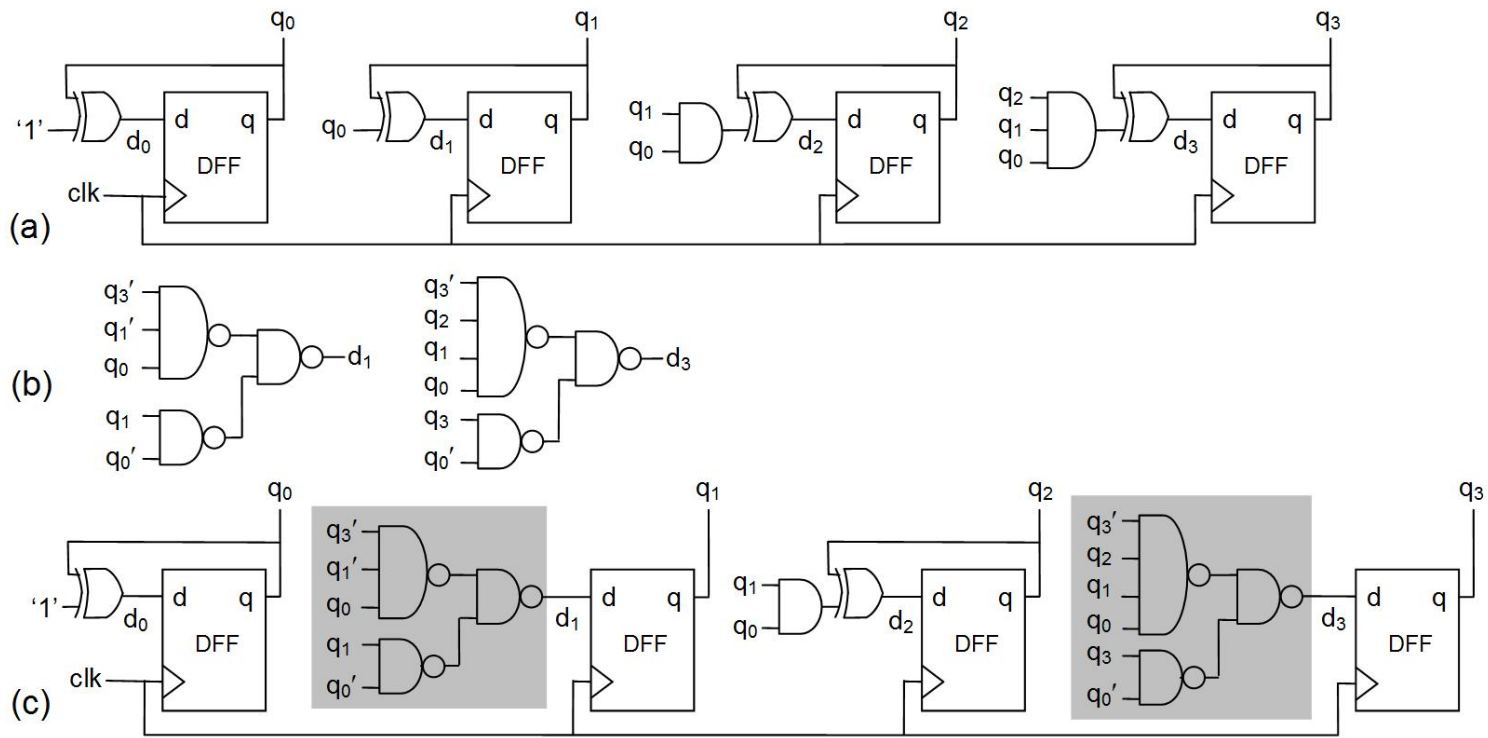 q₀ q₁ q₂ q₃
‘1’ d₀ d q DFF
q₀ d₁ d q DFF
q₁ q₀ d₂ d q DFF
q₂ q₁ q₀ d₃ d q DFF
clk
(a)
q₃′ q₁′ q₀ d₁
q₁ q₀′
q₃′ q₂ q₁ q₀ d₃
q₃ q₀′
(b)
q₀ q₁ q₂ q₃
‘1’ d₀ d q DFF
q₃′ q₁′ q₀ q₁ q₀′ d₁ d q DFF
q₁ q₀ d₂ d q DFF
q₃′ q₂ q₁ q₀ q₃ q₀′ d₃ d q DFF
clk
(c)